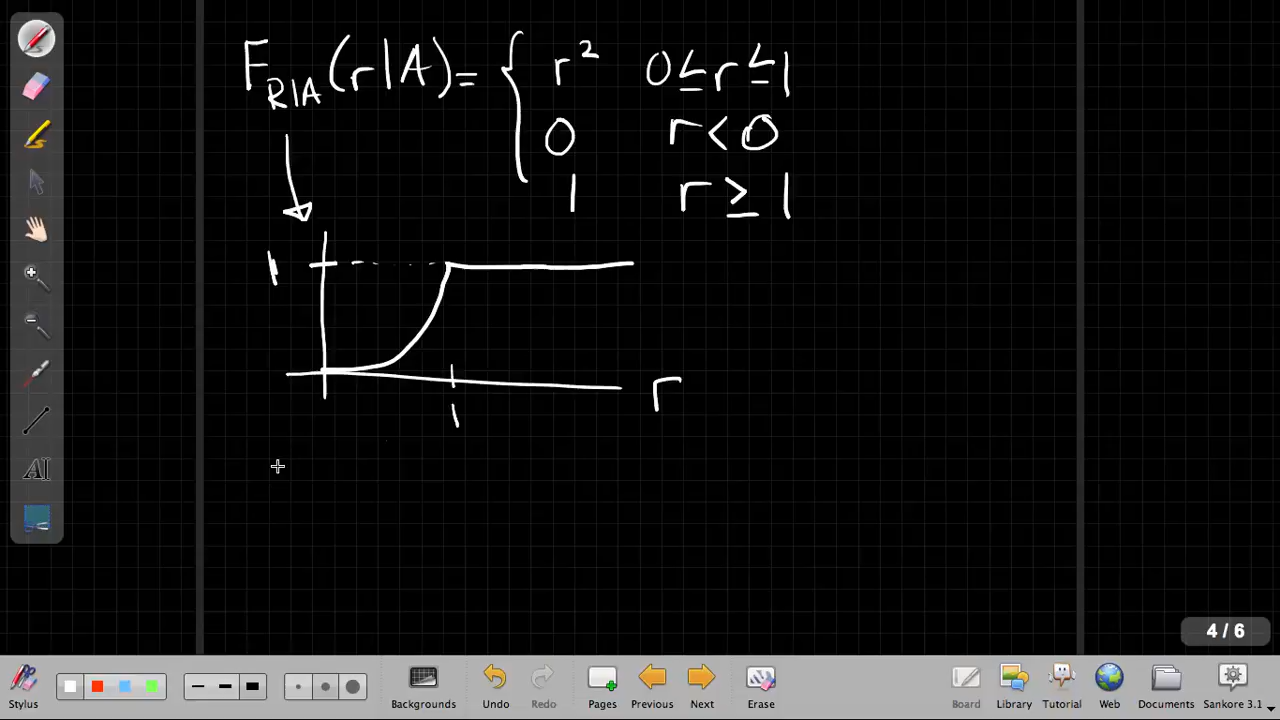 F_{R|A}(r|A) = { r² 0 ≤ r ≤ 1
0 r < 0
1 r ≥ 1
1
r
1
4 / 6
Stylus Backgrounds Undo Redo Pages Previous Next Erase Board Library Tutorial Web Documents Sankore 3.1